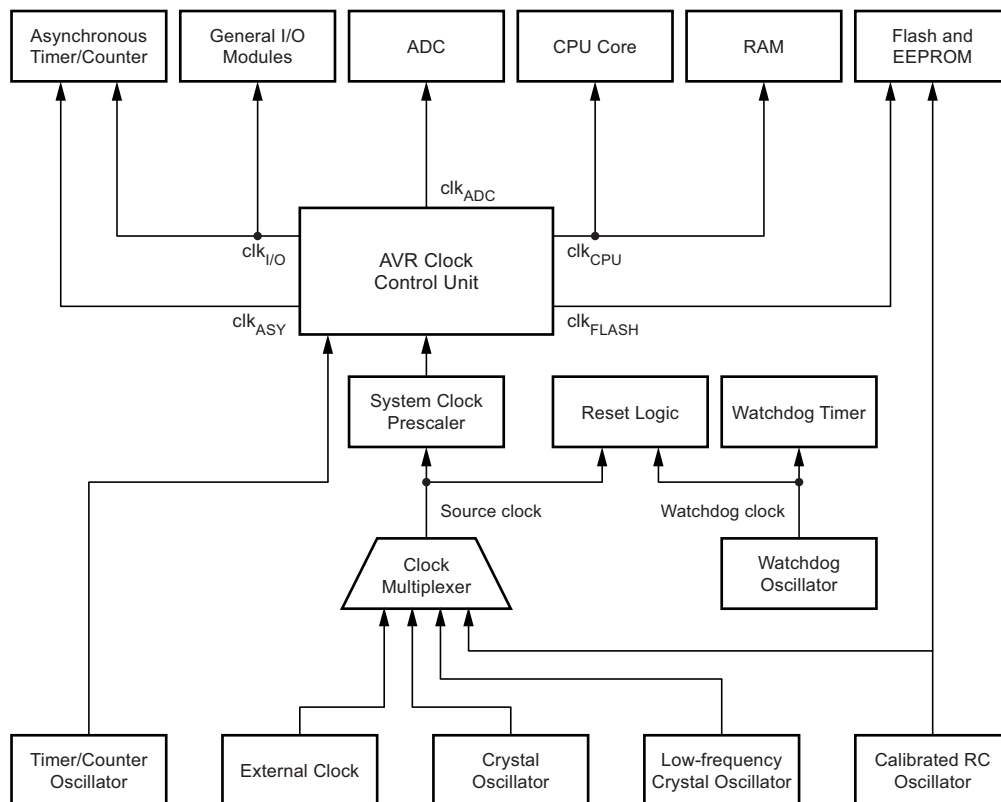 Asynchronous
Timer/Counter
General I/O
Modules
ADC
CPU Core
RAM
Flash and
EEPROM
clkADC
clkI/O
AVR Clock
Control Unit
clkCPU
clkASY
clkFLASH
System Clock
Prescaler
Reset Logic
Watchdog Timer
Source clock
Watchdog clock
Clock
Multiplexer
Watchdog
Oscillator
Timer/Counter
Oscillator
External Clock
Crystal
Oscillator
Low-frequency
Crystal Oscillator
Calibrated RC
Oscillator